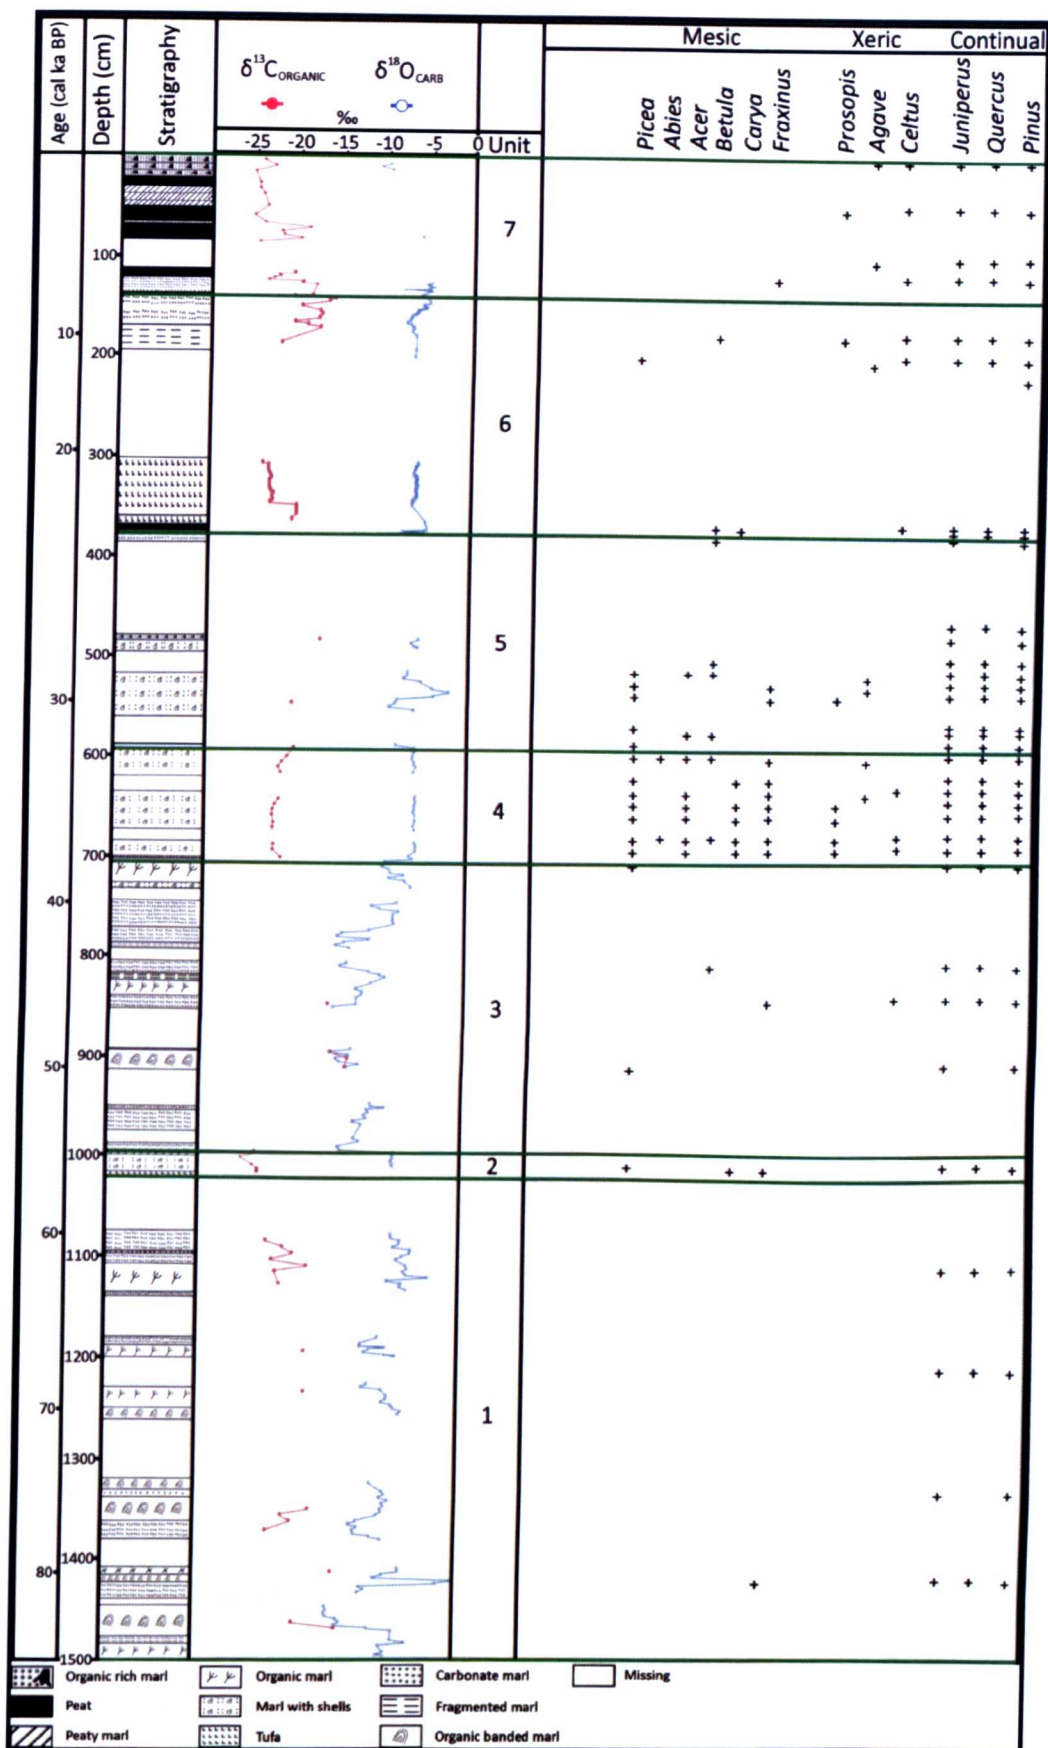 Age (cal ka BP)
Depth (cm)
Stratigraphy
δ13CORGANIC δ18OCARB
‰
-25 -20 -15 -10 -5 0 Unit
Mesic Xeric Continual
Picea
Abies
Acer
Betula
Carya
Fraxinus
Prosopis
Agave
Celtus
Juniperus
Quercus
Pinus
7
100
10
200
6
20
300
400
5
500
30
600
4
700
40
800
3
900
50
1000
2
60
1100
1200
70
1
1300
1400
80
1500
Organic rich marl Organic marl Carbonate marl Missing
Peat Marl with shells Fragmented marl
Peaty marl Tufa Organic banded marl